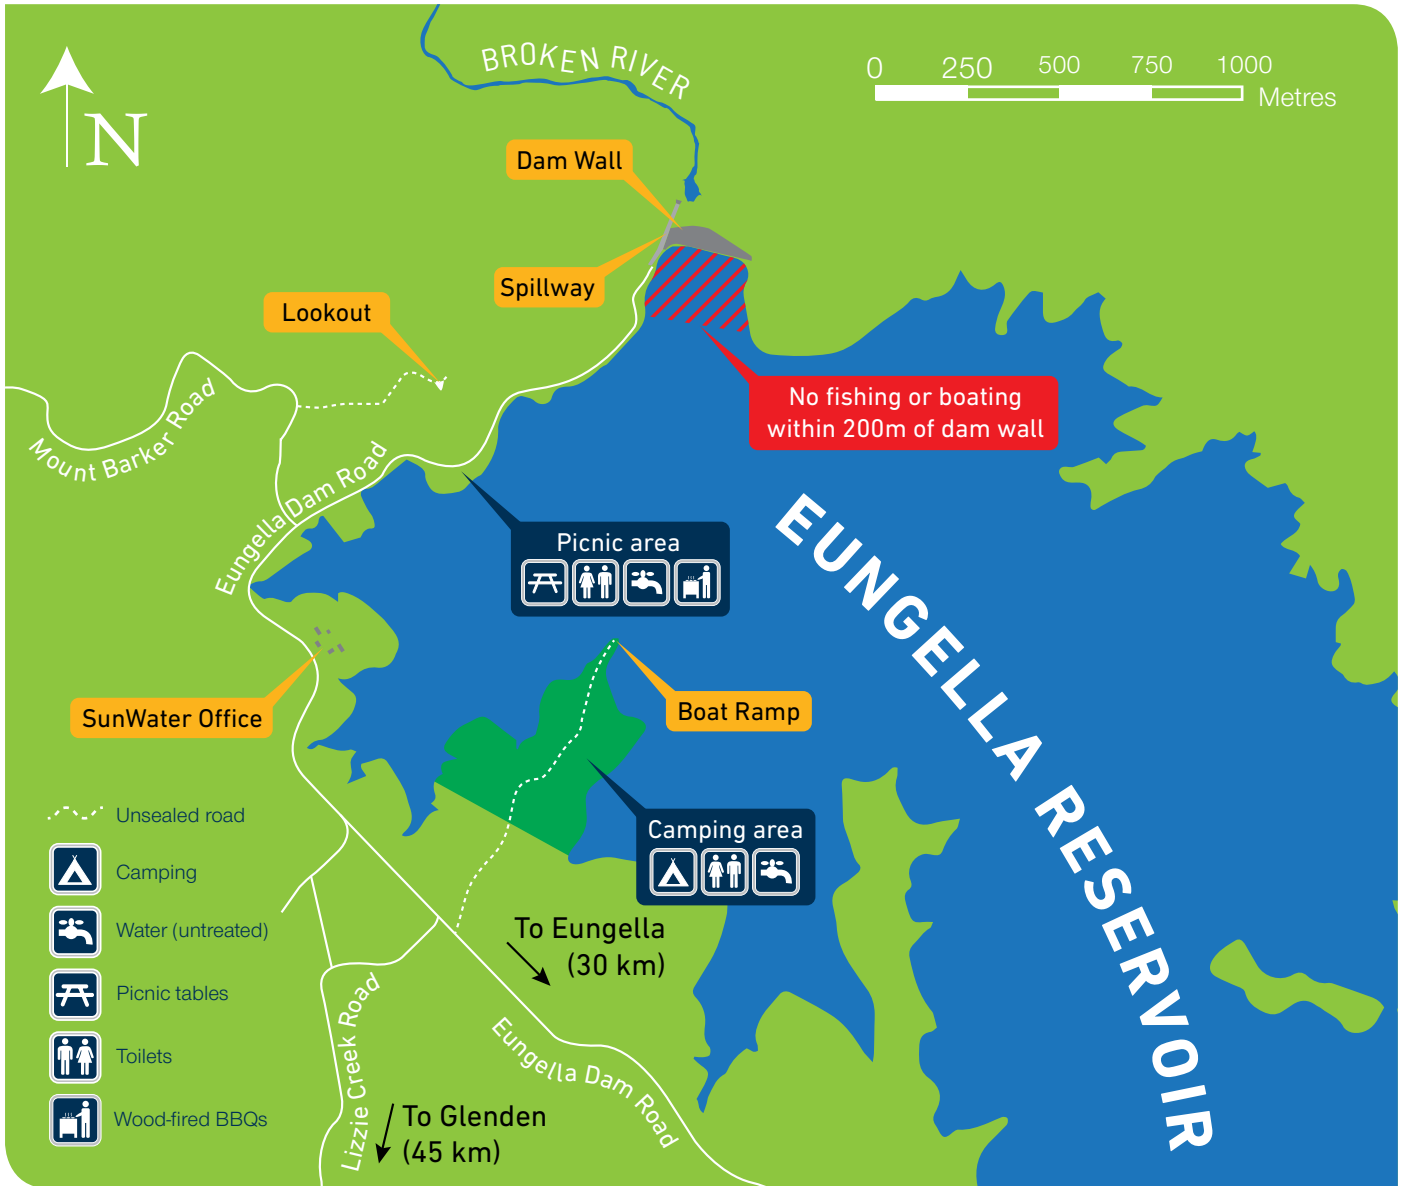 BROKEN RIVER
0 250 500 750 1000
Metres
N
Dam Wall
Spillway
Lookout
No fishing or boating
within 200m of dam wall
Mount Barker Road
Eungella Dam Road
Picnic area
EUNGELLA RESERVOIR
SunWater Office
Boat Ramp
Camping area
Unsealed road
Camping
Water (untreated)
Picnic tables
Toilets
Wood-fired BBQs
To Eungella
(30 km)
Eungella Dam Road
Lizzie Creek Road
To Glenden
(45 km)